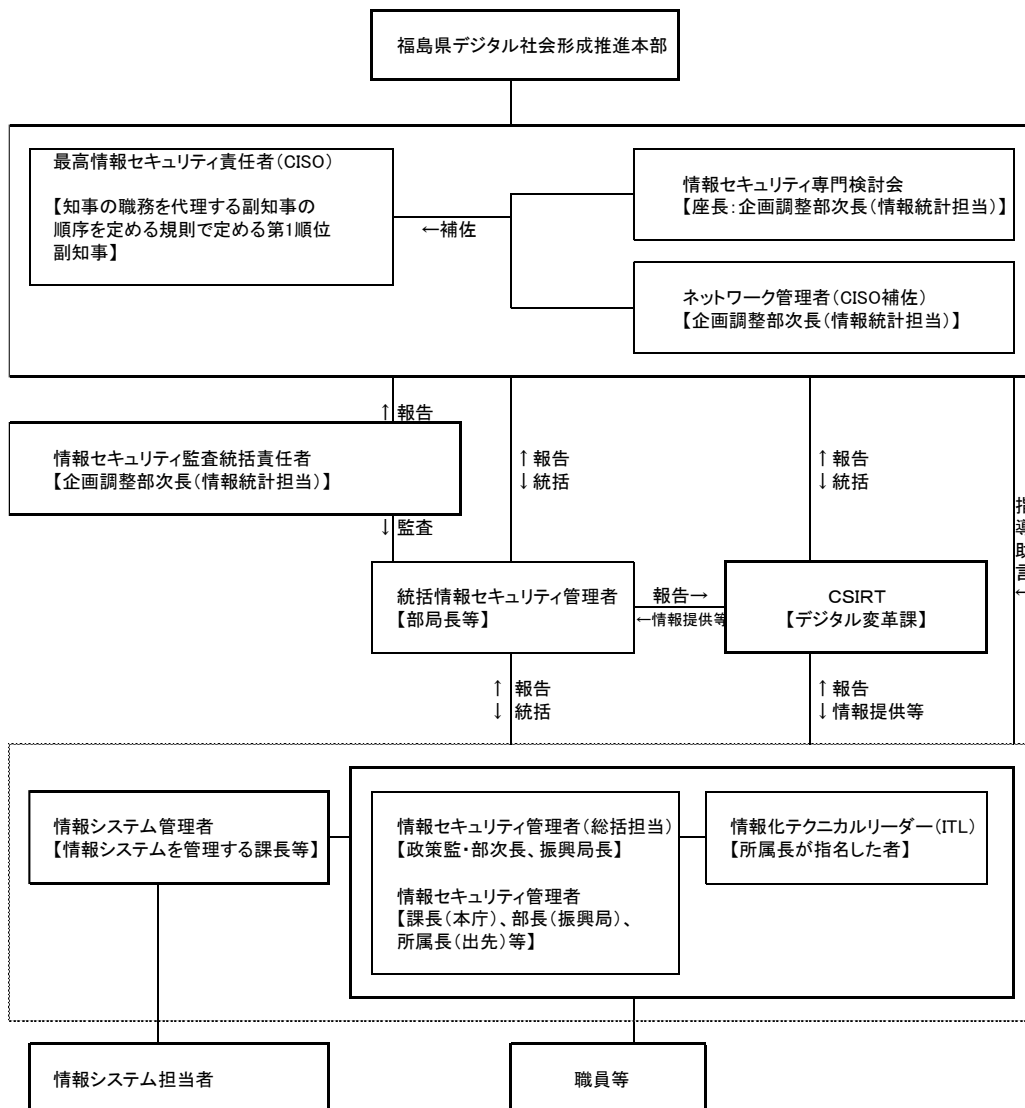 福島県デジタル社会形成推進本部
最高情報セキュリティ責任者(CISO)
【知事の職務を代理する副知事の
順序を定める規則で定める第1順位
副知事】
←補佐
情報セキュリティ専門検討会
【座長:企画調整部次長(情報統計担当)】
ネットワーク管理者(CISO補佐)
【企画調整部次長(情報統計担当)】
↑報告
情報セキュリティ監査統括責任者
【企画調整部次長(情報統計担当)】
↓監査
↑報告
↓統括
↑報告
↓統括
指導助言←
統括情報セキュリティ管理者
【部局長等】
報告→
←情報提供等
CSIRT
【デジタル変革課】
↑ 報告
↓ 統括
↑報告
↓情報提供等
情報システム管理者
【情報システムを管理する課長等】
情報セキュリティ管理者(総括担当)
【政策監・部次長、振興局長】
情報セキュリティ管理者
【課長(本庁)、部長(振興局)、
所属長(出先)等】
情報化テクニカルリーダー(ITL)
【所属長が指名した者】
情報システム担当者
職員等